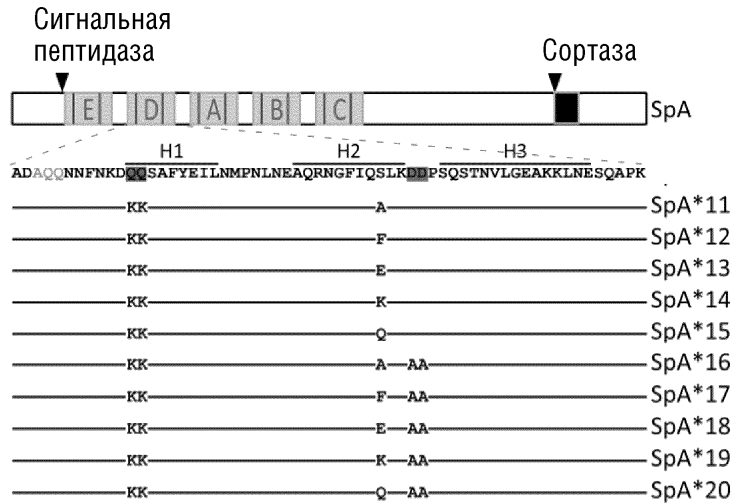 Сигнальная
пептидаза
Сортаза
E D A B C SpA
H1 H2 H3
ADAQQNNFNKDQQSAFYEILNMPNLNEAQRNGFIQSLKDDPSQSTNVLGEAKKLNESQAPK
KK A SpA*11
KK F SpA*12
KK E SpA*13
KK K SpA*14
KK Q SpA*15
KK A AA SpA*16
KK F AA SpA*17
KK E AA SpA*18
KK K AA SpA*19
KK Q AA SpA*20